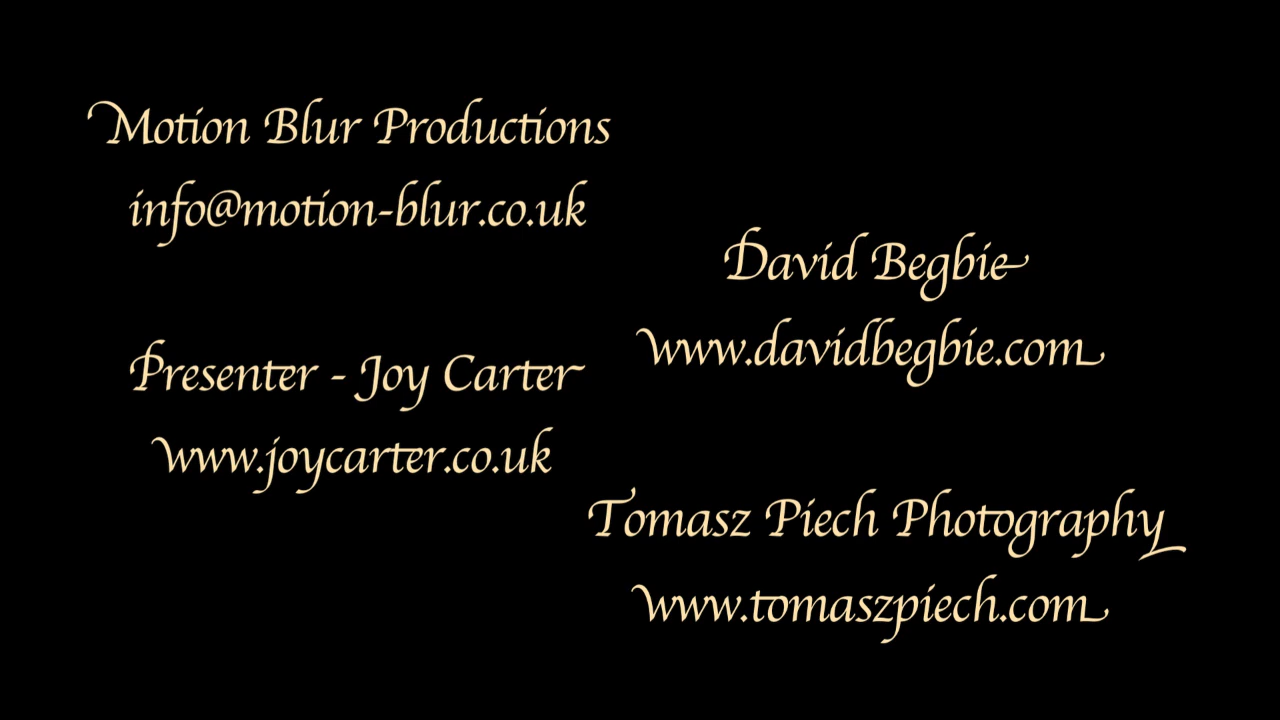 Motion Blur Productions
info@motion-blur.co.uk
David Begbie
www.davidbegbie.com
Presenter - Joy Carter
www.joycarter.co.uk
Tomasz Piech Photography
www.tomaszpiech.com